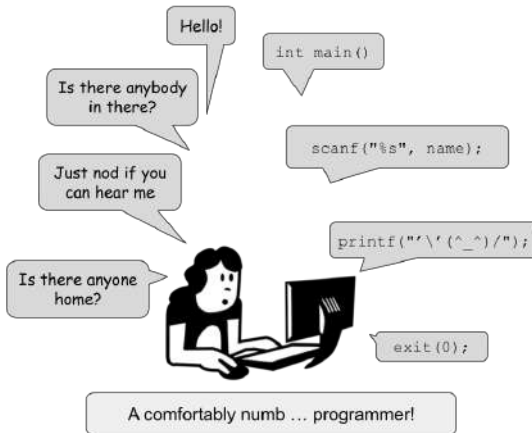 Hello!
int main()
Is there anybody
in there?
scanf("%s", name);
Just nod if you
can hear me
printf("’\’(^_^)/");
Is there anyone
home?
exit(0);
A comfortably numb ... programmer!